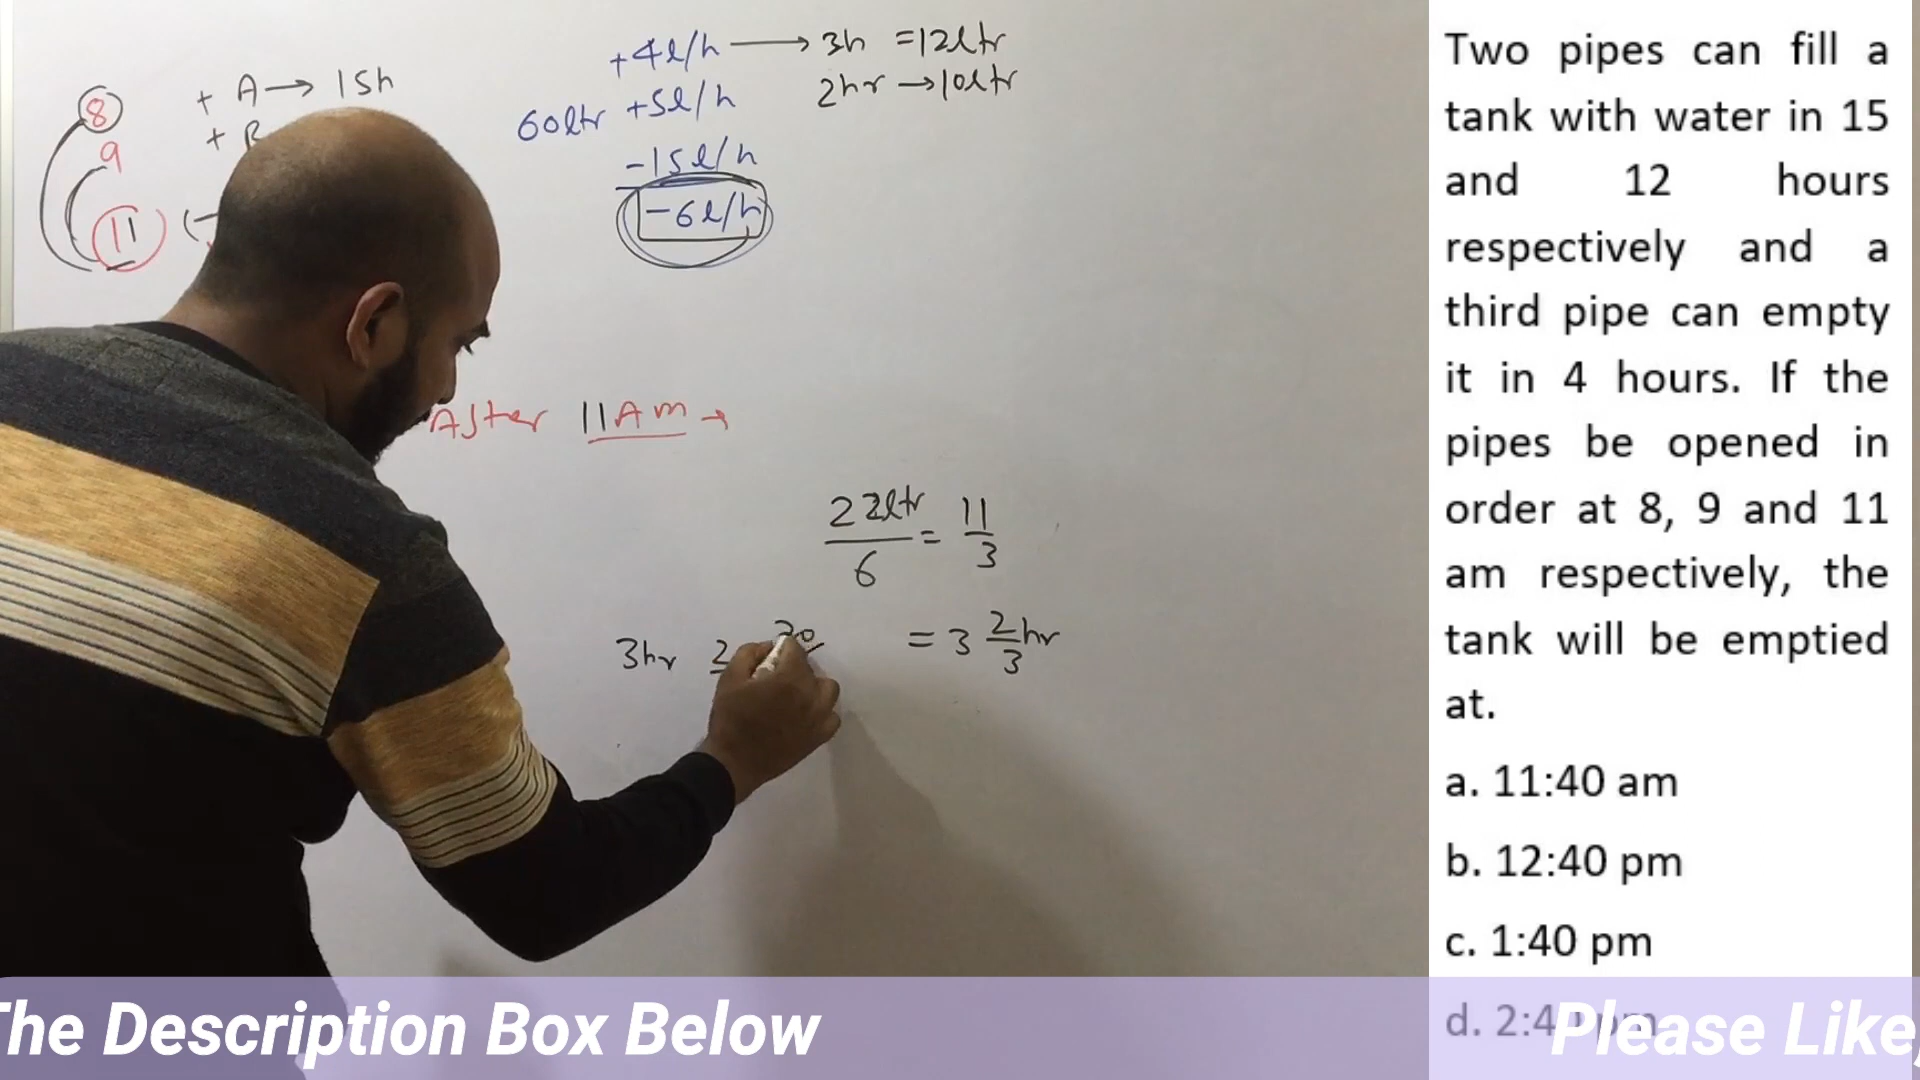 8
9
11
+ A → 15h
+
(-
+4l/h → 3h =12ltr
2hr → 10ltr
60ltr +5l/h
-15l/h
-6l/h
After 11AM →
22ltr/6 = 11/3
= 3 2/3 hr
3hr 2
Two pipes can fill a
tank with water in 15
and 12 hours
respectively and a
third pipe can empty
it in 4 hours. If the
pipes be opened in
order at 8, 9 and 11
am respectively, the
tank will be emptied
at.
a. 11:40 am
b. 12:40 pm
c. 1:40 pm
d. 2:4
The Description Box Below
Please Like,